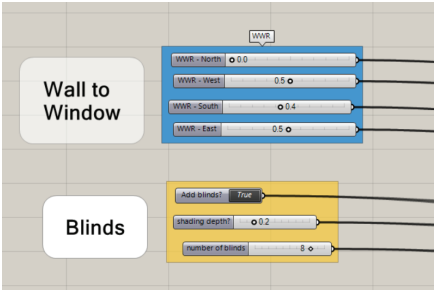 WWR
Wall to
Window
WWR - North 0.0
WWR - West 0.5
WWR - South 0.4
WWR - East 0.5
Blinds
Add blinds? True
shading depth? 0.2
number of blinds 8